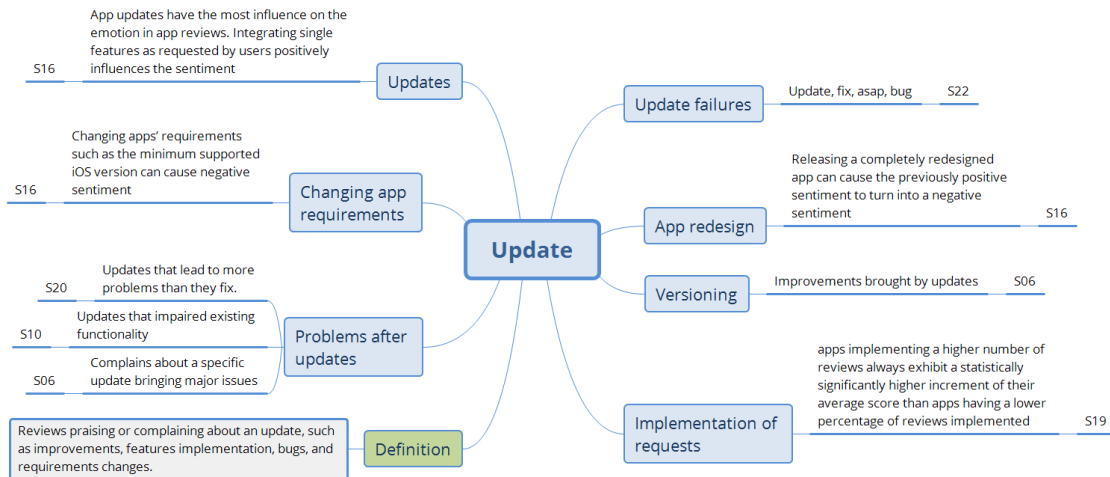 App updates have the most influence on the
emotion in app reviews. Integrating single
features as requested by users positively
influences the sentiment
S16
Updates
Changing apps’ requirements
such as the minimum supported
iOS version can cause negative
sentiment
S16
Changing app
requirements
Updates that lead to more
problems than they fix.
S20
Updates that impaired existing
functionality
S10
Complains about a specific
update bringing major issues
S06
Problems after
updates
Reviews praising or complaining about an update, such
as improvements, features implementation, bugs, and
requirements changes.
Definition
Update
Update failures
Update, fix, asap, bug
S22
App redesign
Releasing a completely redesigned
app can cause the previously positive
sentiment to turn into a negative
sentiment
S16
Versioning
Improvements brought by updates
S06
Implementation of
requests
apps implementing a higher number of
reviews always exhibit a statistically
significantly higher increment of their
average score than apps having a lower
percentage of reviews implemented
S19